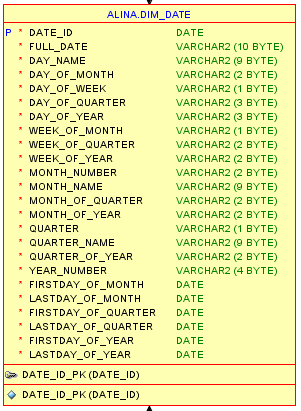 ALINA.DIM_DATE
P * DATE_ID DATE
* FULL_DATE VARCHAR2 (10 BYTE)
* DAY_NAME VARCHAR2 (9 BYTE)
* DAY_OF_MONTH VARCHAR2 (2 BYTE)
* DAY_OF_WEEK VARCHAR2 (1 BYTE)
* DAY_OF_QUARTER VARCHAR2 (3 BYTE)
* DAY_OF_YEAR VARCHAR2 (3 BYTE)
* WEEK_OF_MONTH VARCHAR2 (1 BYTE)
* WEEK_OF_QUARTER VARCHAR2 (2 BYTE)
* WEEK_OF_YEAR VARCHAR2 (2 BYTE)
* MONTH_NUMBER VARCHAR2 (2 BYTE)
* MONTH_NAME VARCHAR2 (9 BYTE)
* MONTH_OF_QUARTER VARCHAR2 (2 BYTE)
* MONTH_OF_YEAR VARCHAR2 (2 BYTE)
* QUARTER VARCHAR2 (1 BYTE)
* QUARTER_NAME VARCHAR2 (9 BYTE)
* QUARTER_OF_YEAR VARCHAR2 (2 BYTE)
* YEAR_NUMBER VARCHAR2 (4 BYTE)
* FIRSTDAY_OF_MONTH DATE
* LASTDAY_OF_MONTH DATE
* FIRSTDAY_OF_QUARTER DATE
* LASTDAY_OF_QUARTER DATE
* FIRSTDAY_OF_YEAR DATE
* LASTDAY_OF_YEAR DATE
DATE_ID_PK (DATE_ID)
DATE_ID_PK (DATE_ID)